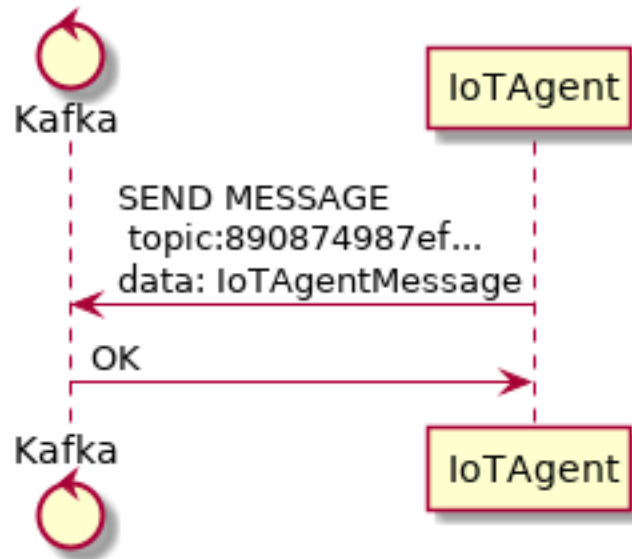 Kafka
IoTAgent
SEND MESSAGE
topic:890874987ef...
data: IoTAgentMessage
OK
Kafka
IoTAgent